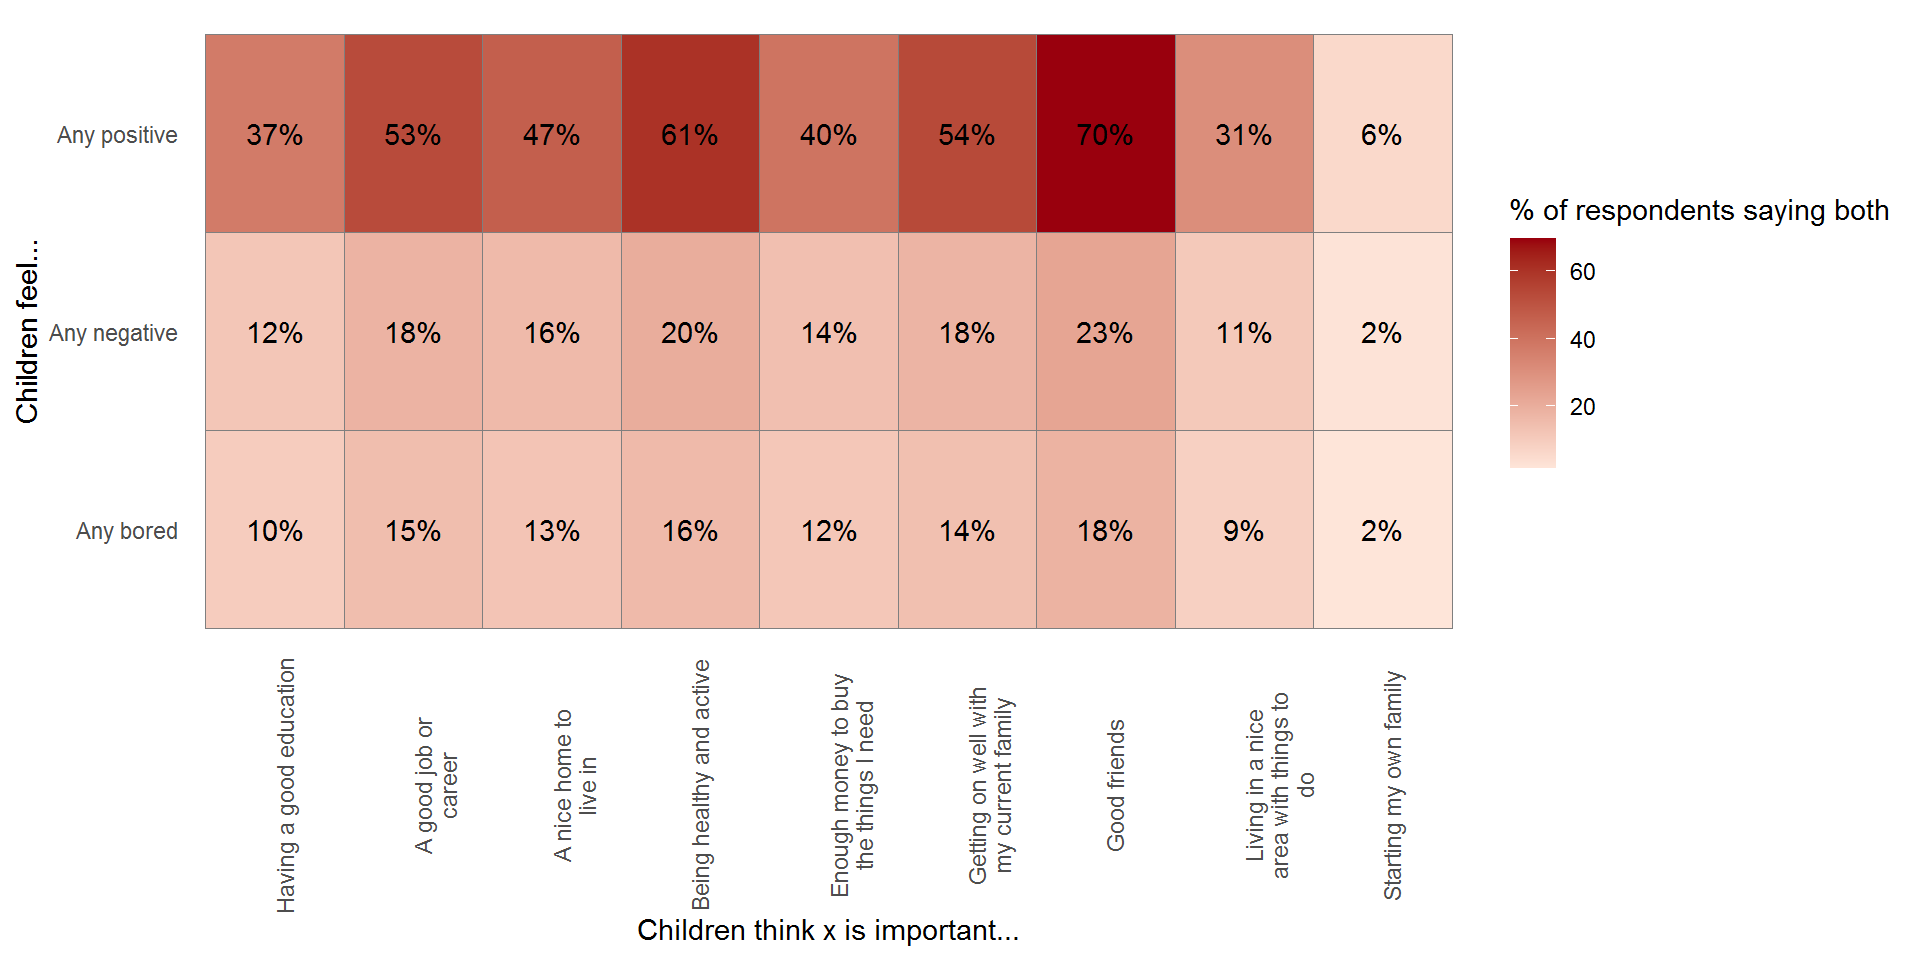 Any positive
37% 53% 47% 61% 40% 54% 70% 31% 6%
Any negative
12% 18% 16% 20% 14% 18% 23% 11% 2%
Any bored
10% 15% 13% 16% 12% 14% 18% 9% 2%
Children feel...
Having a good education
A good job or
career
A nice home to
live in
Being healthy and active
Enough money to buy
the things I need
Getting on well with
my current family
Good friends
Living in a nice
area with things to
do
Starting my own family
Children think x is important...
% of respondents saying both
60
40
20